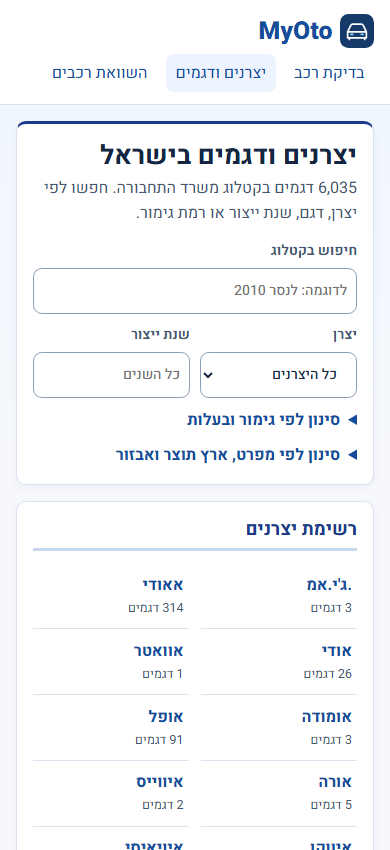 MyOto
בדיקת רכב
יצרנים ודגמים
השוואת רכבים
יצרנים ודגמים בישראל
6,035 דגמים בקטלוג משרד התחבורה. חפשו לפי
יצרן, דגם, שנת ייצור או רמת גימור.
חיפוש בקטלוג
לדוגמה: לנסר 2010
יצרן
שנת ייצור
כל היצרנים
כל השנים
סינון לפי גימור ובעלות
סינון לפי מפרט, ארץ תוצר ואבזור
רשימת יצרנים
ג'י.אמ.
3 דגמים
אאודי
314 דגמים
אודי
26 דגמים
אוואטר
1 דגמים
אומודה
3 דגמים
אופל
91 דגמים
אורה
5 דגמים
איווייס
2 דגמים